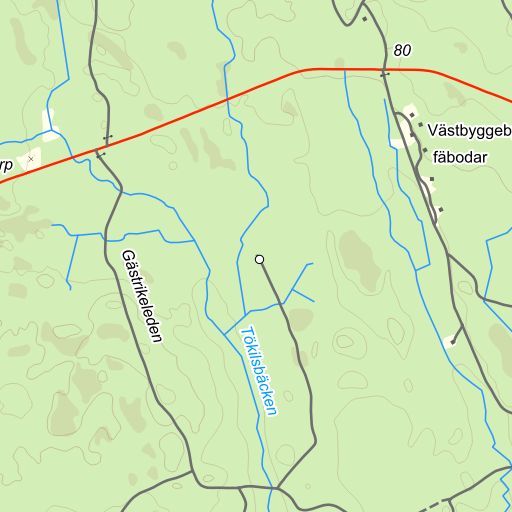 80
Västbyggeb
fäbodar
rp
Gästrikeleden
Tökilsbäcken